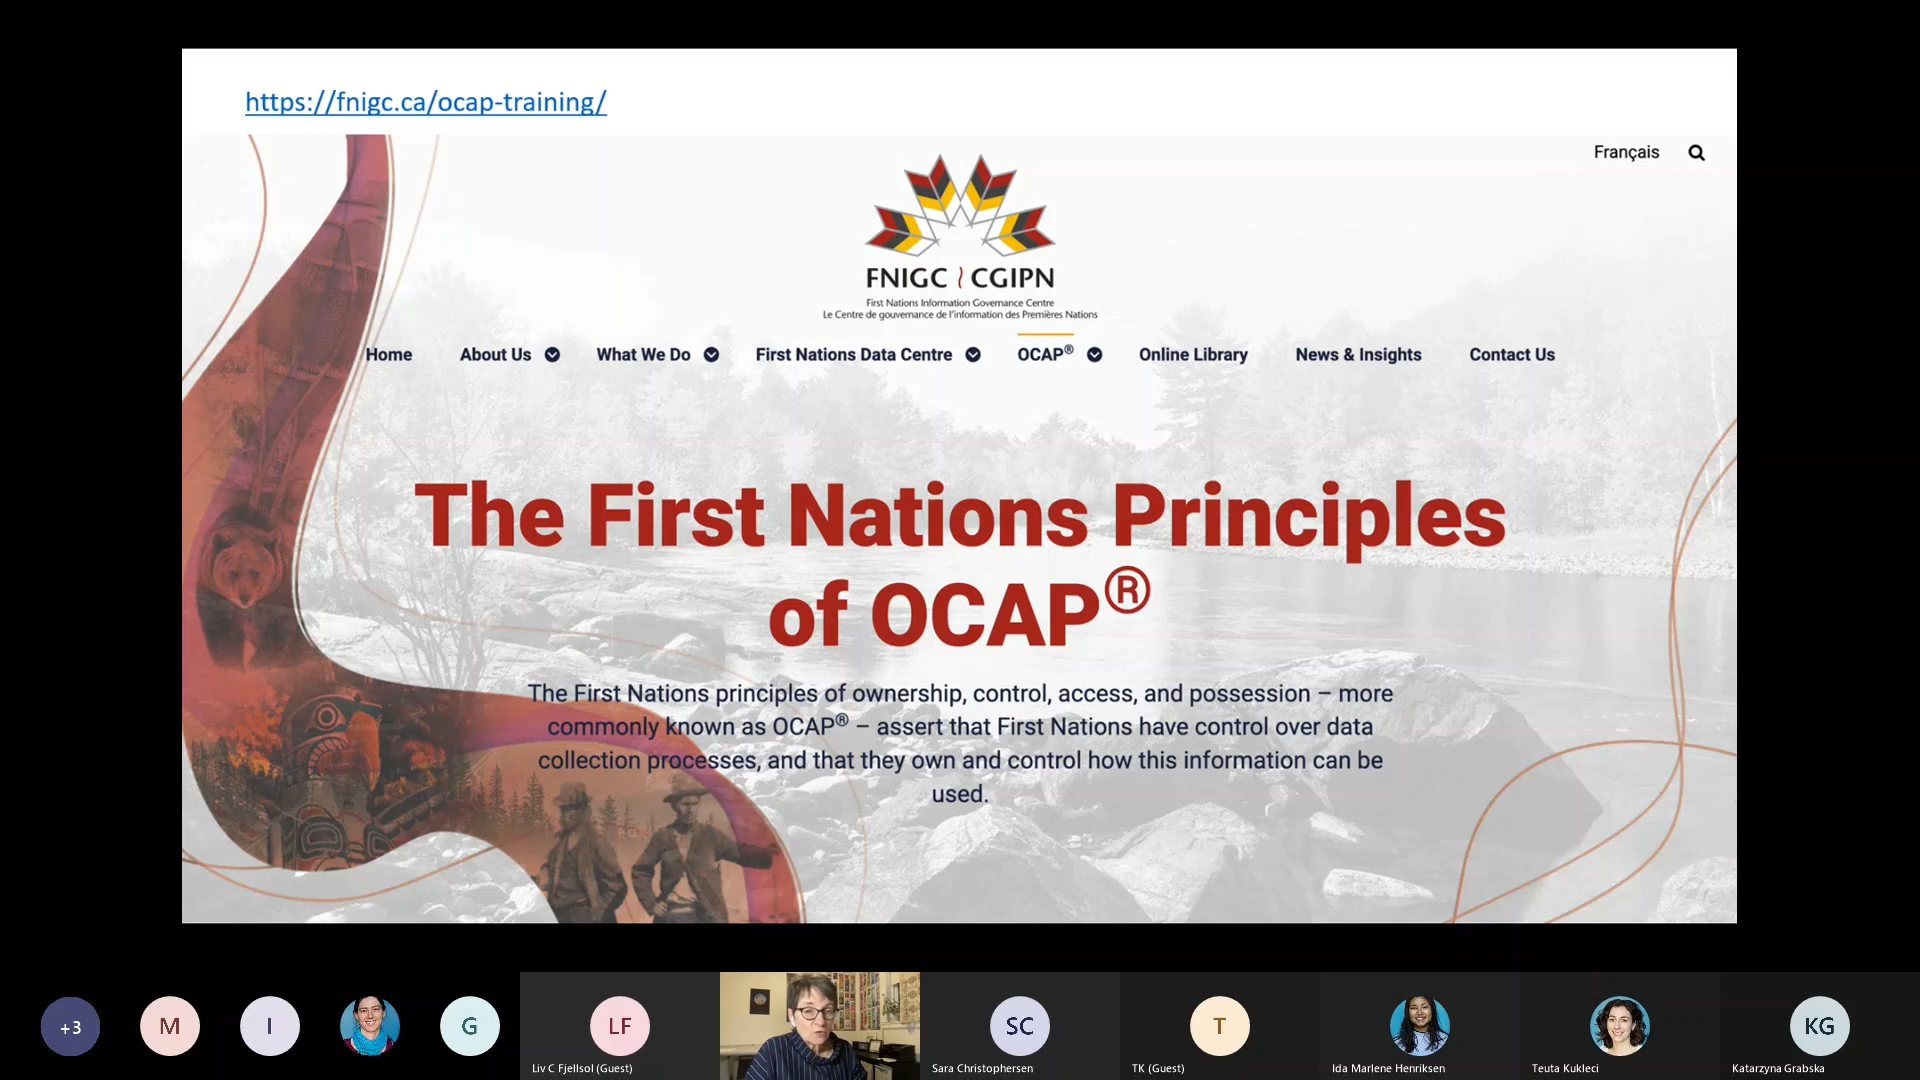 https://fnigc.ca/ocap-training/
Français
FNIGC CGIPN
First Nations Information Governance Centre
Le Centre de gouvernance de l'information des Premières Nations
Home About Us What We Do First Nations Data Centre OCAP® Online Library News & Insights Contact Us
The First Nations Principles
of OCAP®
The First Nations principles of ownership, control, access, and possession – more
commonly known as OCAP® – assert that First Nations have control over data
collection processes, and that they own and control how this information can be
used.
+3 M I G LF SC T KG
Liv C Fjellsol (Guest) Sara Christophersen TK (Guest) Ida Marlene Henriksen Teuta Kukleci Katarzyna Grabska